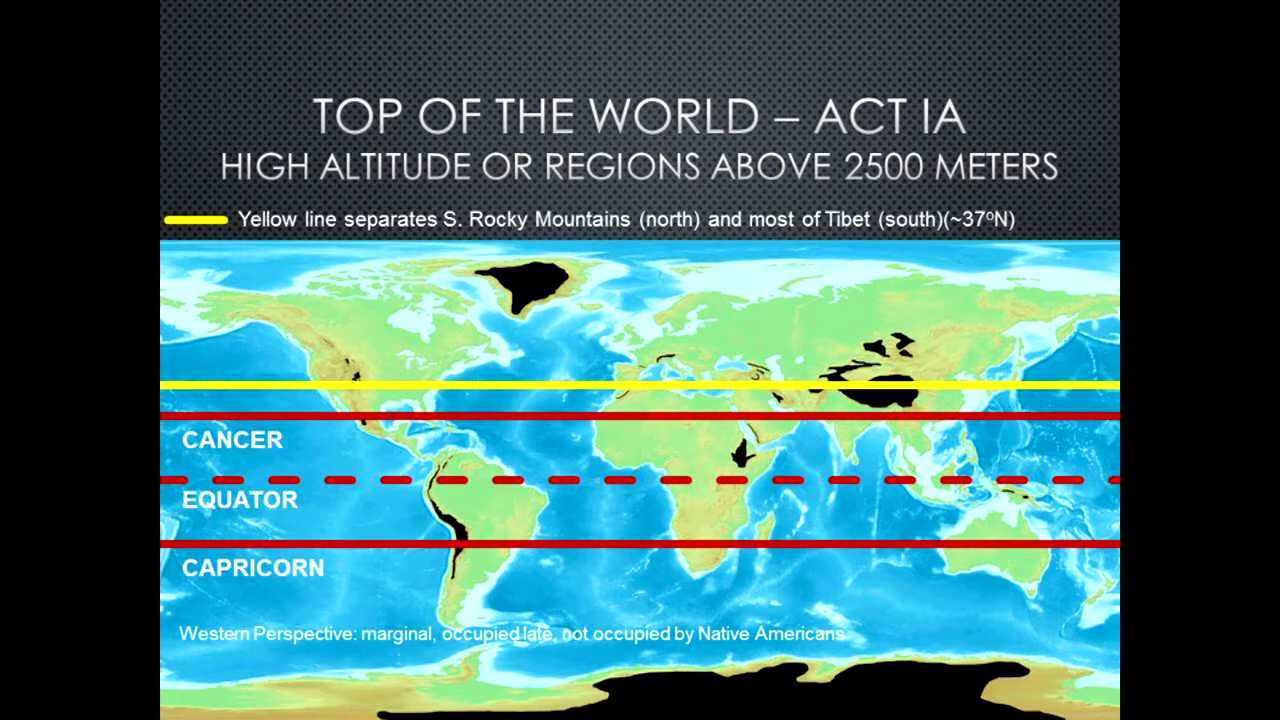 TOP OF THE WORLD – ACT IA
HIGH ALTITUDE OR REGIONS ABOVE 2500 METERS
Yellow line separates S. Rocky Mountains (north) and most of Tibet (south)(~37ºN)
CANCER
EQUATOR
CAPRICORN
Western Perspective: marginal, occupied late, not occupied by Native Americans